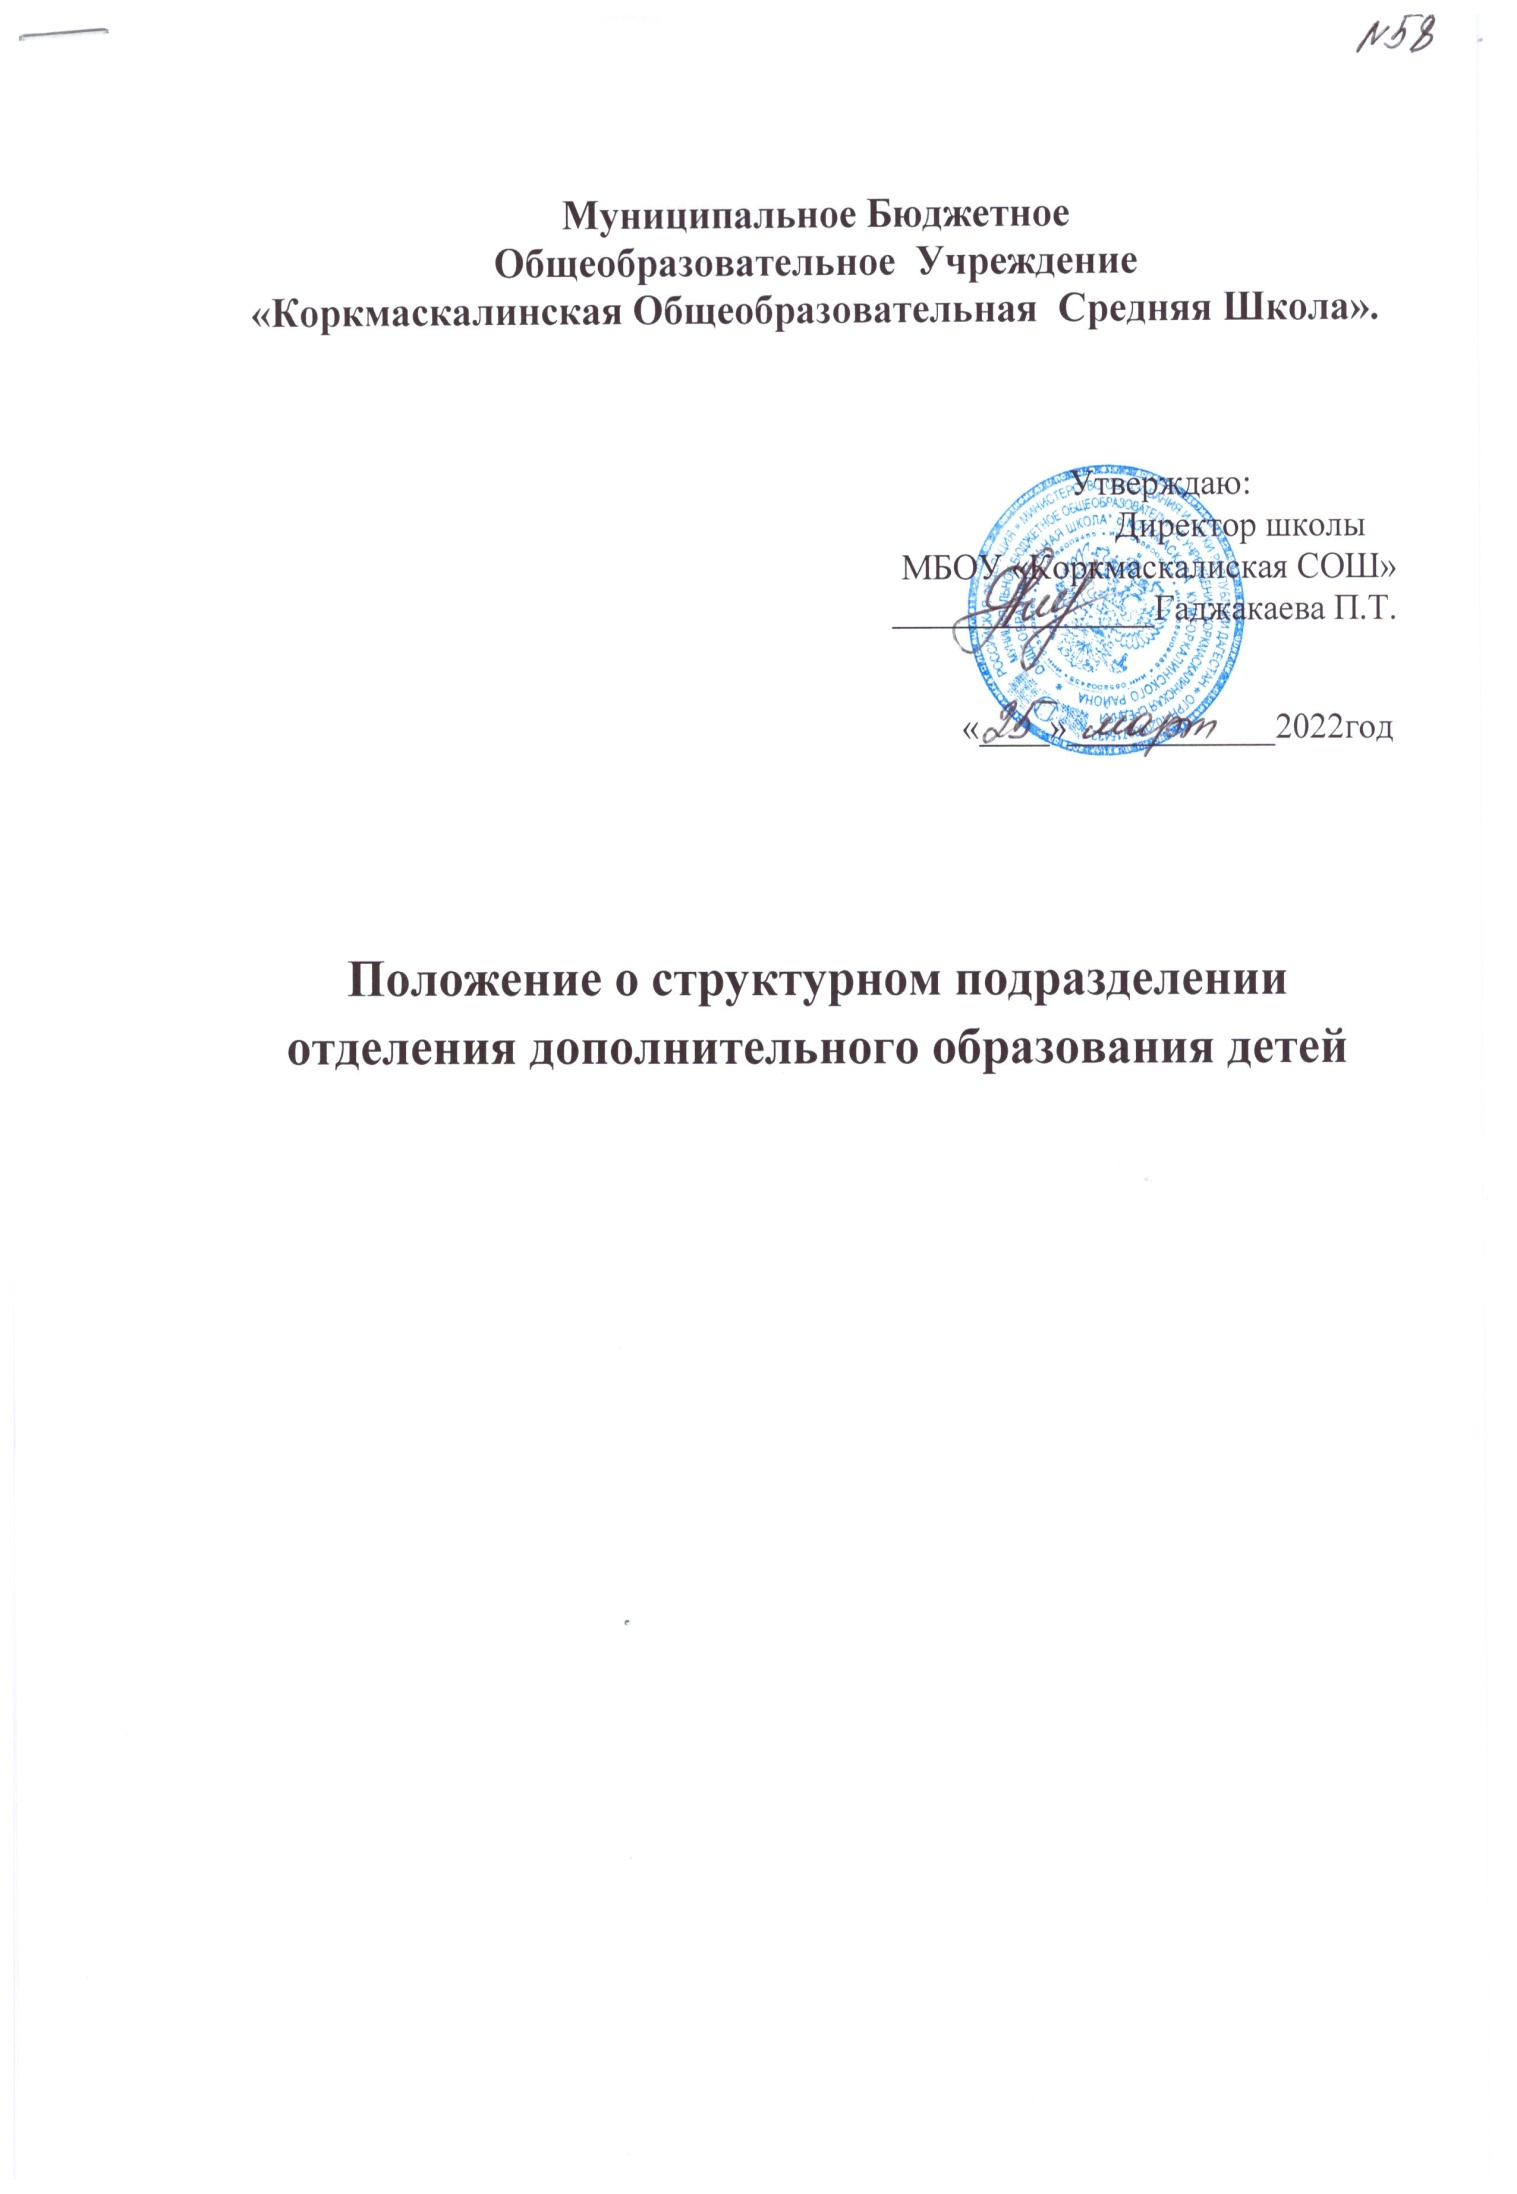 N58
Муниципальное Бюджетное
Общеобразовательное Учреждение
«Коркмаскалинская Общеобразовательная Средняя Школа».
Утверждаю:
Директор школы
МБОУ «Коркмаскалиская СОШ»
Гаджакаева П.Т.
«25» март 2022год
Положение о структурном подразделении
отделения дополнительного образования детей